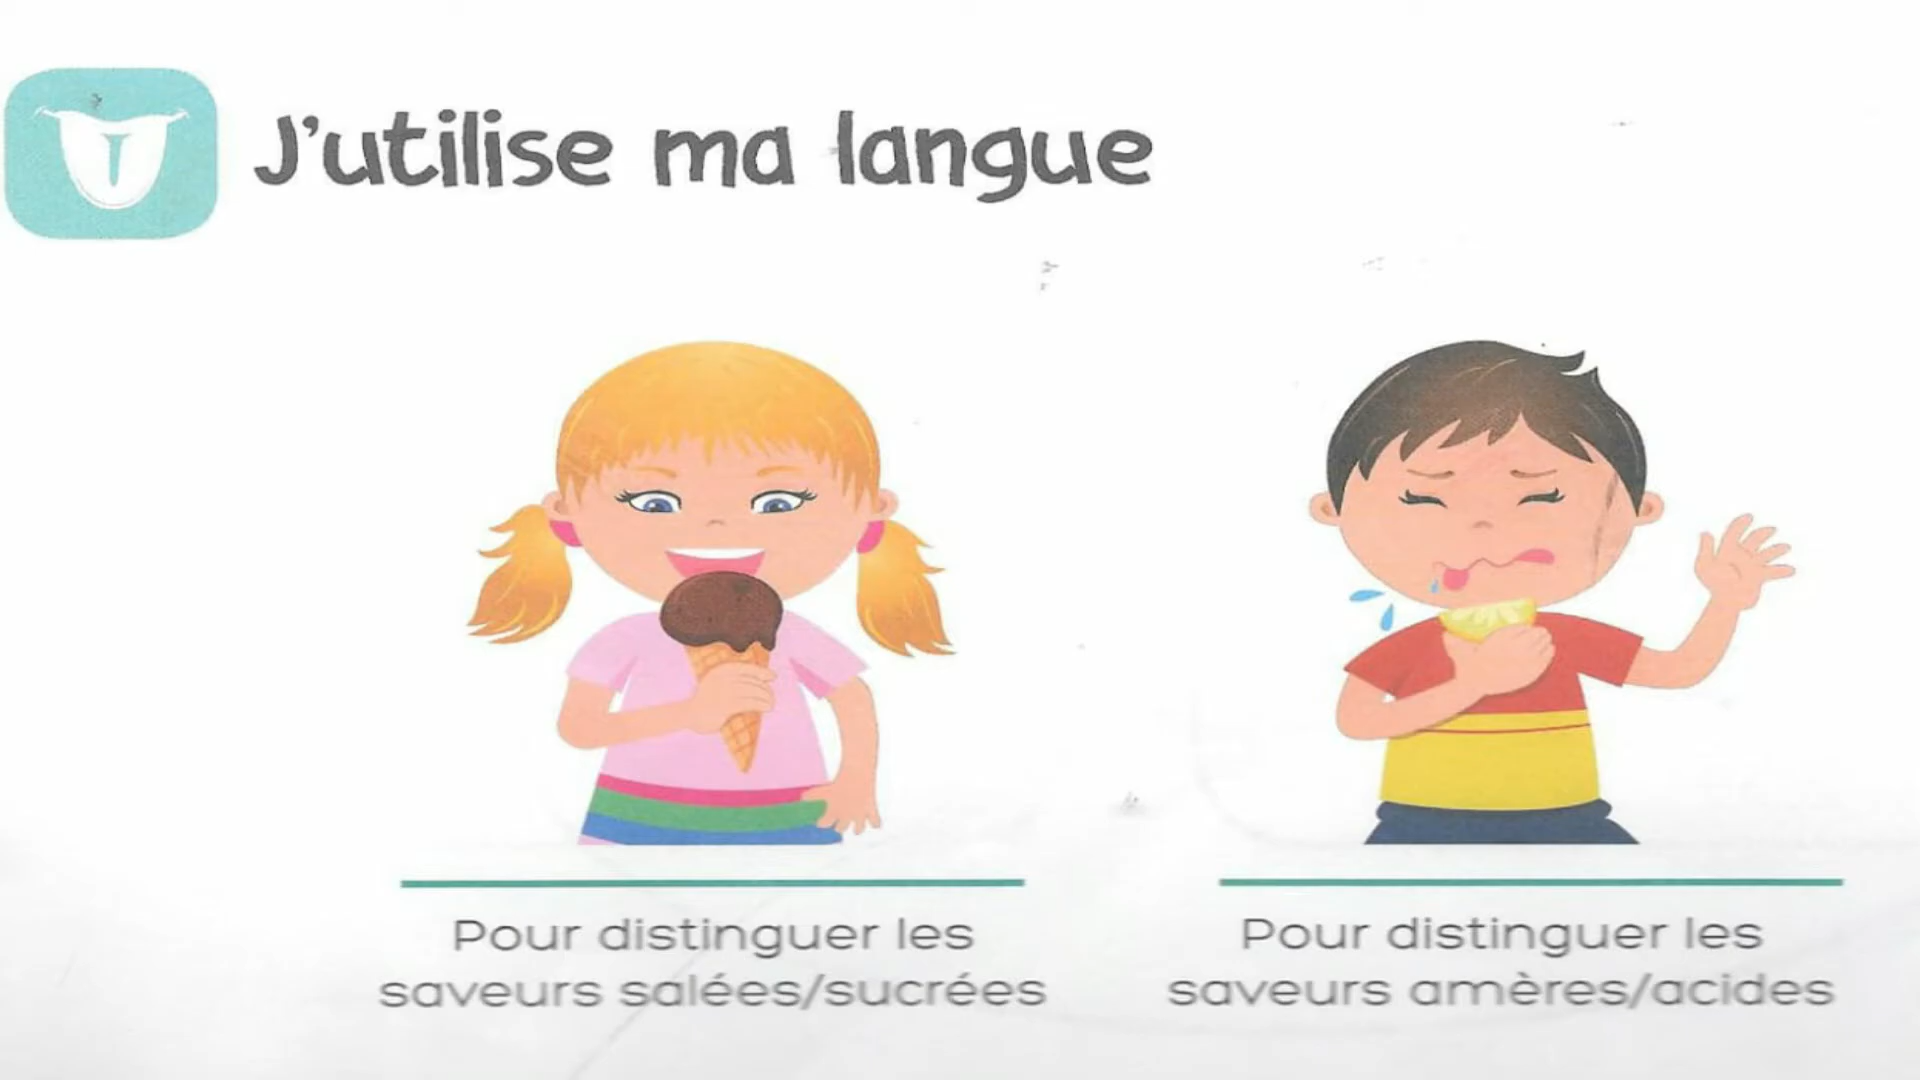 J'utilise ma langue
Pour distinguer les
saveurs salées/sucrées
Pour distinguer les
saveurs amères/acides